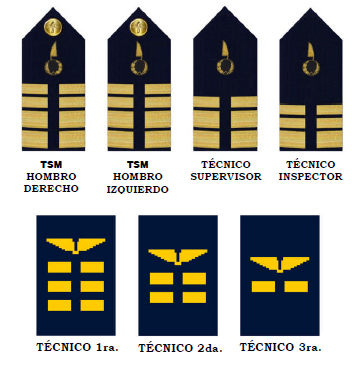 TSM
HOMBRO
DERECHO
TSM
HOMBRO
IZQUIERDO
TÉCNICO
SUPERVISOR
TÉCNICO
INSPECTOR
TÉCNICO 1ra.
TÉCNICO 2da.
TÉCNICO 3ra.